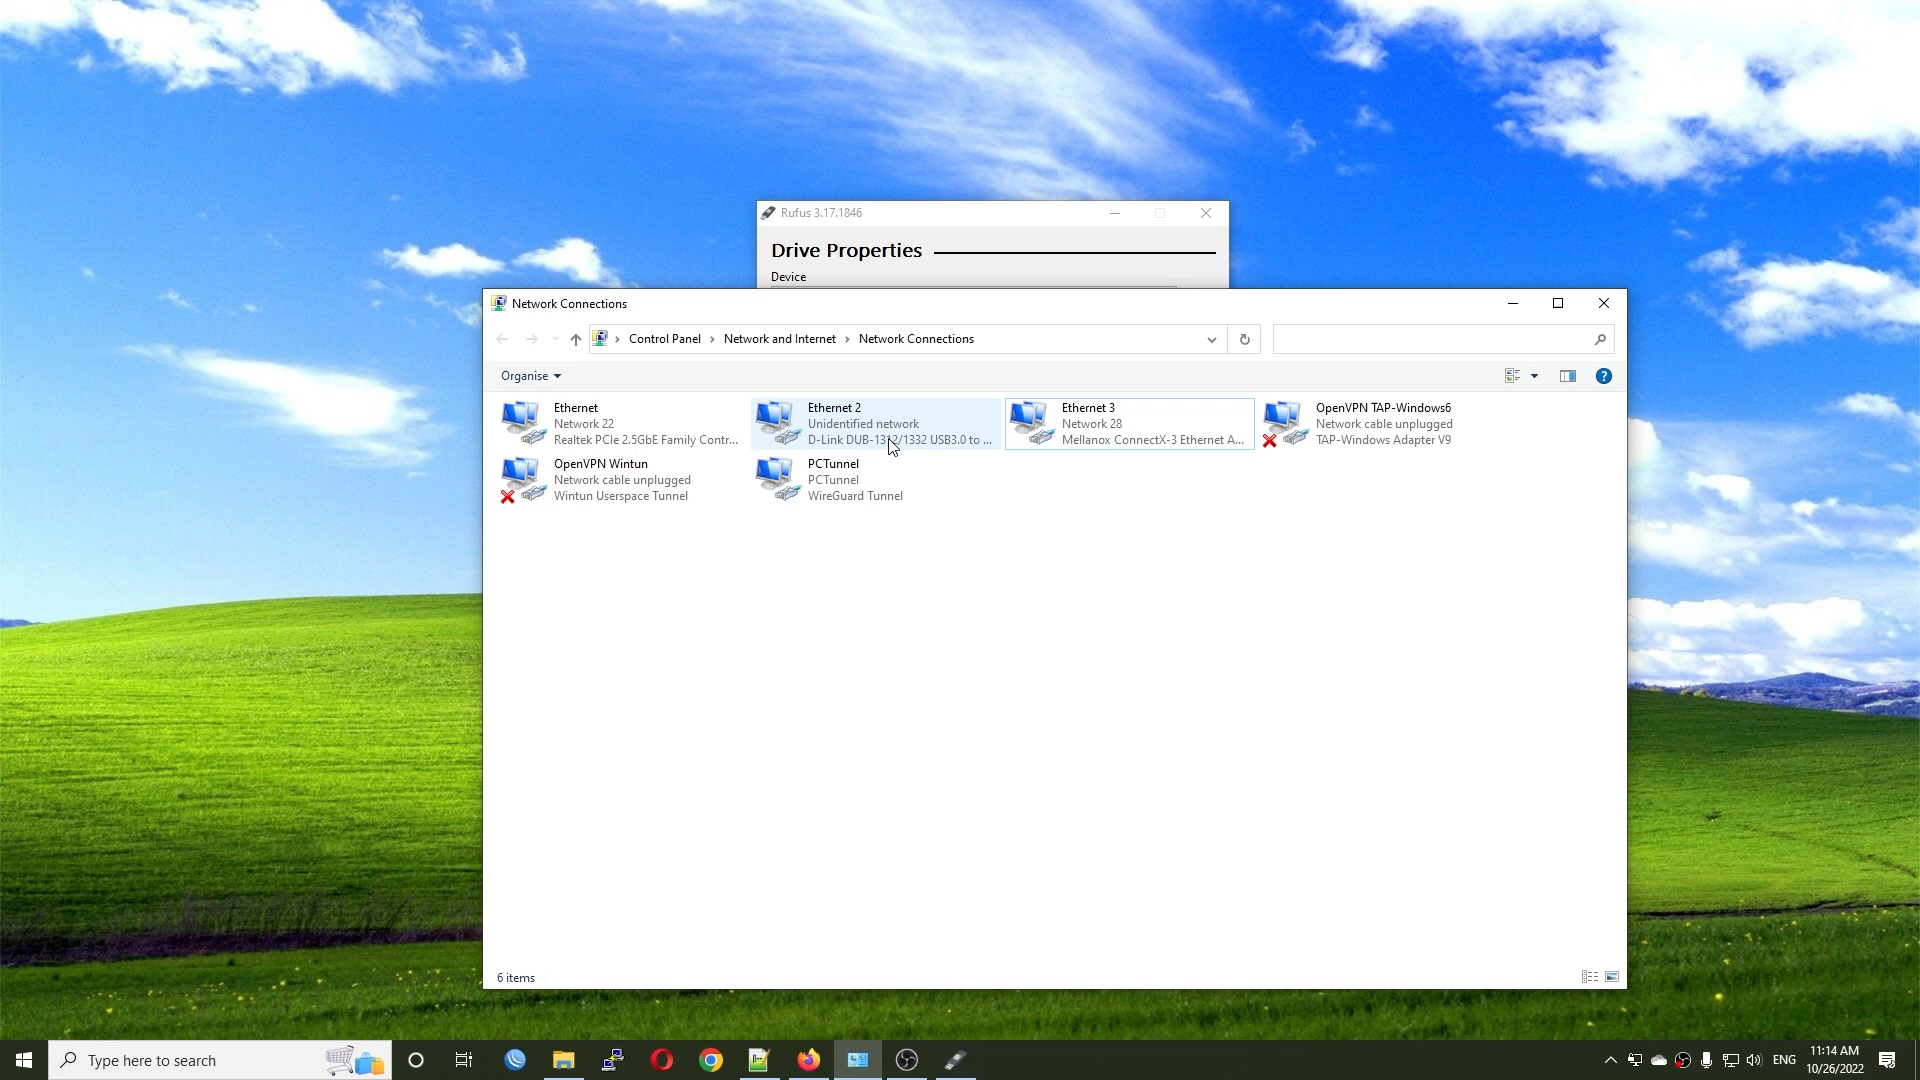 Rufus 3.17.1846
Drive Properties
Device
Network Connections
Control Panel
Network and Internet
Network Connections
Organise
Ethernet
Network 22
Realtek PCIe 2.5GbE Family Contr...
Ethernet 2
Unidentified network
D-Link DUB-1312/1332 USB3.0 to ...
Ethernet 3
Network 28
Mellanox ConnectX-3 Ethernet A...
OpenVPN TAP-Windows6
Network cable unplugged
TAP-Windows Adapter V9
OpenVPN Wintun
Network cable unplugged
Wintun Userspace Tunnel
PCTunnel
PCTunnel
WireGuard Tunnel
6 items
Type here to search
ENG
11:14 AM
10/26/2022